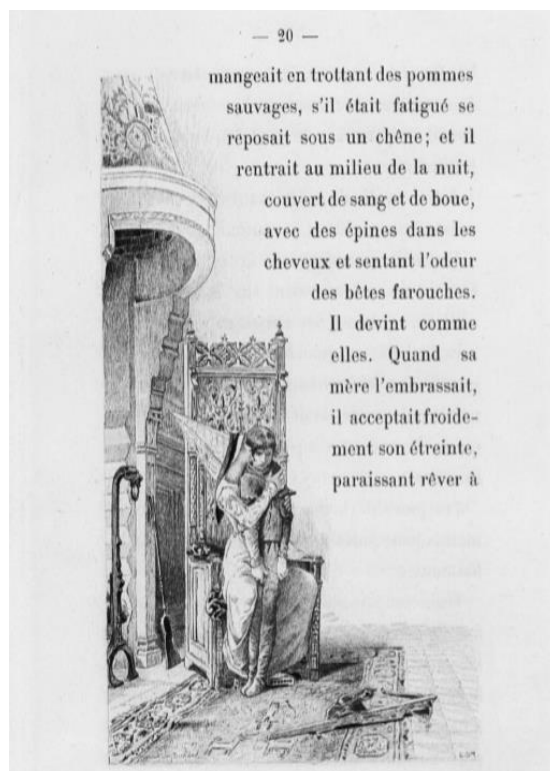 — 20 —
mangeait en trottant des pommes
sauvages, s'il était fatigué se
reposait sous un chêne; et il
rentrait au milieu de la nuit,
couvert de sang et de boue,
avec des épines dans les
cheveux et sentant l'odeur
des bêtes farouches.
Il devint comme
elles. Quand sa
mère l'embrassait,
il acceptait froide-
ment son étreinte,
paraissant rêver à